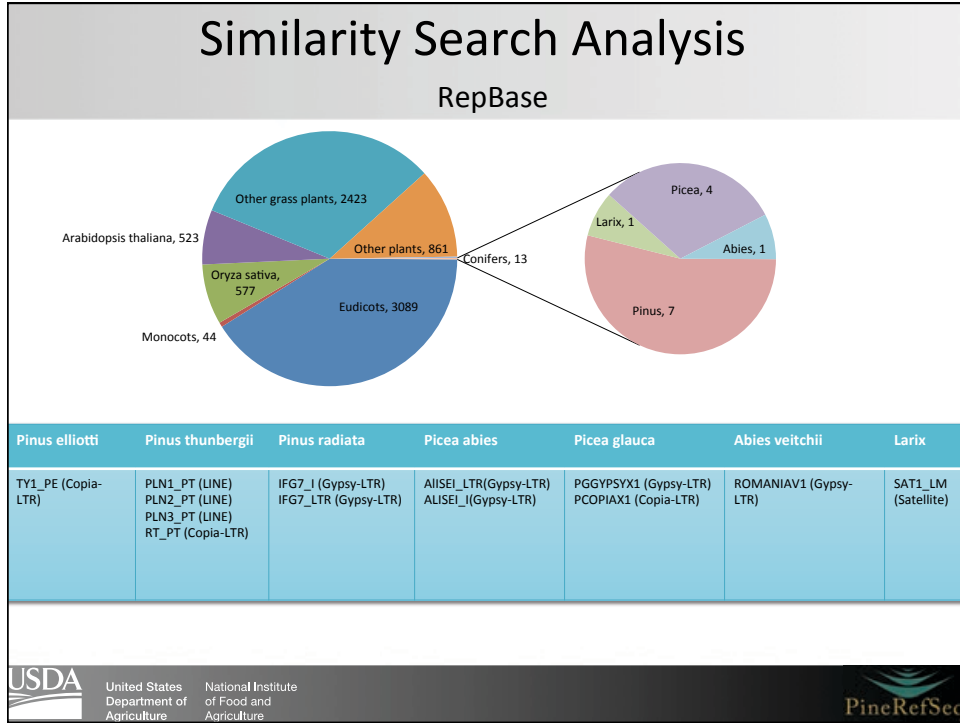 Similarity Search Analysis
RepBase
Other grass plants, 2423
Arabidopsis thaliana, 523
Oryza sativa,
577
Monocots, 44
Other plants, 861
Conifers, 13
Eudicots, 3089
Picea, 4
Larix, 1
Abies, 1
Pinus, 7
Pinus elliotti
Pinus thunbergii
Pinus radiata
Picea abies
Picea glauca
Abies veitchii
Larix
TY1_PE (Copia-
LTR)
PLN1_PT (LINE)
PLN2_PT (LINE)
PLN3_PT (LINE)
RT_PT (Copia-LTR)
IFG7_I (Gypsy-LTR)
IFG7_LTR (Gypsy-LTR)
AlISEI_LTR(Gypsy-LTR)
ALISEI_I(Gypsy-LTR)
PGGYPSYX1 (Gypsy-LTR)
PCOPIAX1 (Copia-LTR)
ROMANIAV1 (Gypsy-
LTR)
SAT1_LM
(Satellite)
USDA
United States
Department of
Agriculture
National Institute
of Food and
Agriculture
PineRefSeq